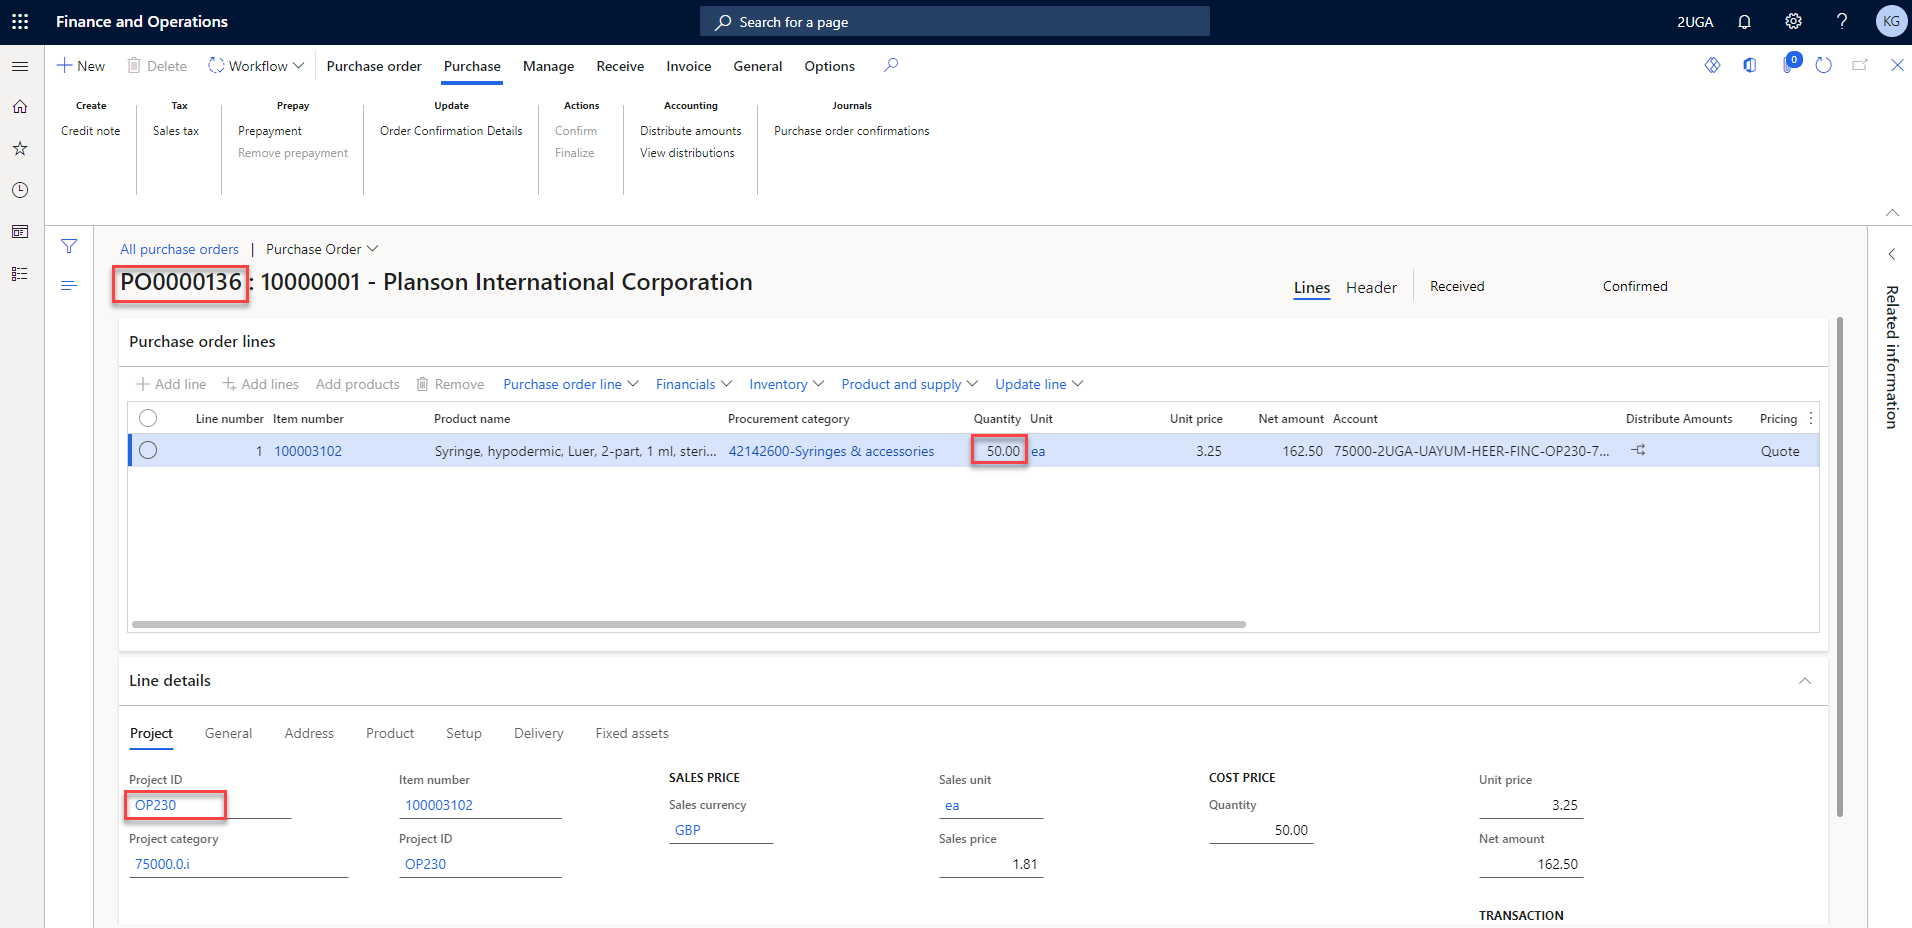 Finance and Operations
Search for a page
2UGA
KG
New
Delete
Workflow
Purchase order
Purchase
Manage
Receive
Invoice
General
Options
0
Create
Credit note
Tax
Sales tax
Prepay
Prepayment
Remove prepayment
Update
Order Confirmation Details
Actions
Confirm
Finalize
Accounting
Distribute amounts
View distributions
Journals
Purchase order confirmations
All purchase orders | Purchase Order
PO0000136 : 10000001 - Planson International Corporation
Lines
Header
Received
Confirmed
Related information
Purchase order lines
Add line
Add lines
Add products
Remove
Purchase order line
Financials
Inventory
Product and supply
Update line
Line number Item number Product name Procurement category Quantity Unit Unit price Net amount Account Distribute Amounts Pricing
1 100003102 Syringe, hypodermic, Luer, 2-part, 1 ml, steri... 42142600-Syringes & accessories 50.00 ea 3.25 162.50 75000-2UGA-UAYUM-HEER-FINC-OP230-7... Quote
Line details
Project
General
Address
Product
Setup
Delivery
Fixed assets
Project ID
OP230
Project category
75000.0.i
Item number
100003102
Project ID
OP230
SALES PRICE
Sales currency
GBP
Sales unit
ea
Sales price
1.81
COST PRICE
Quantity
50.00
Unit price
3.25
Net amount
162.50
TRANSACTION